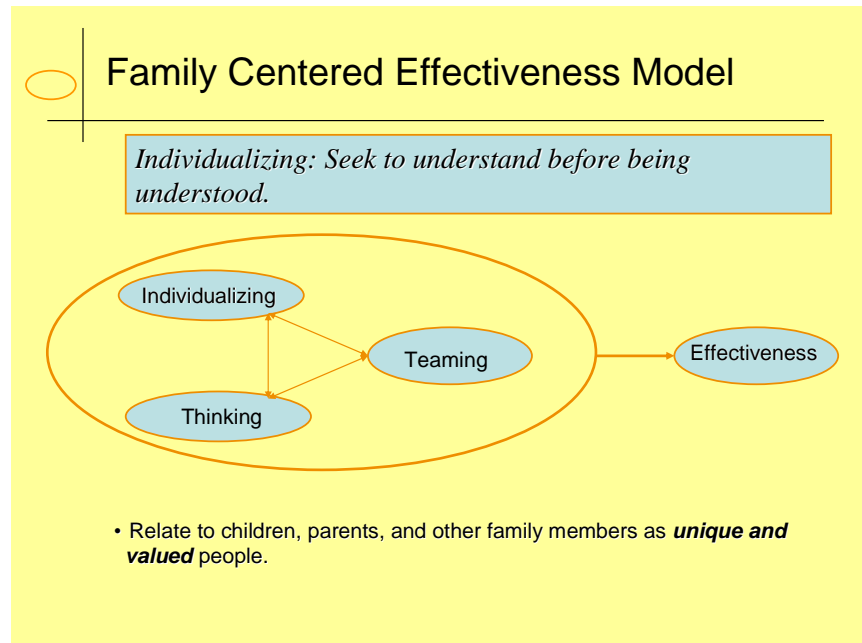 Family Centered Effectiveness Model
Individualizing: Seek to understand before being
understood.
Individualizing
Teaming
Effectiveness
Thinking
• Relate to children, parents, and other family members as unique and
valued people.